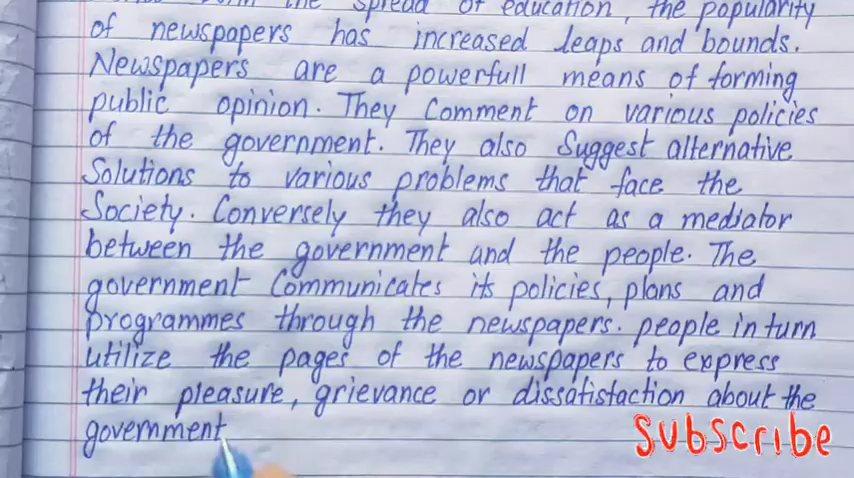 the spread of education, the popularity
of newspapers has increased leaps and bounds.
Newspapers are a powerfull means of forming
public opinion. They comment on various policies
of the government. They also suggest alternative
solutions to various problems that face the
society. Conversely they also act as a mediator
between the government and the people. The
government communicates its policies, plans and
programmes through the newspapers. people in turn
utilize the pages of the newspapers to express
their pleasure, grievance or dissatistaction about the
government
Subscribe